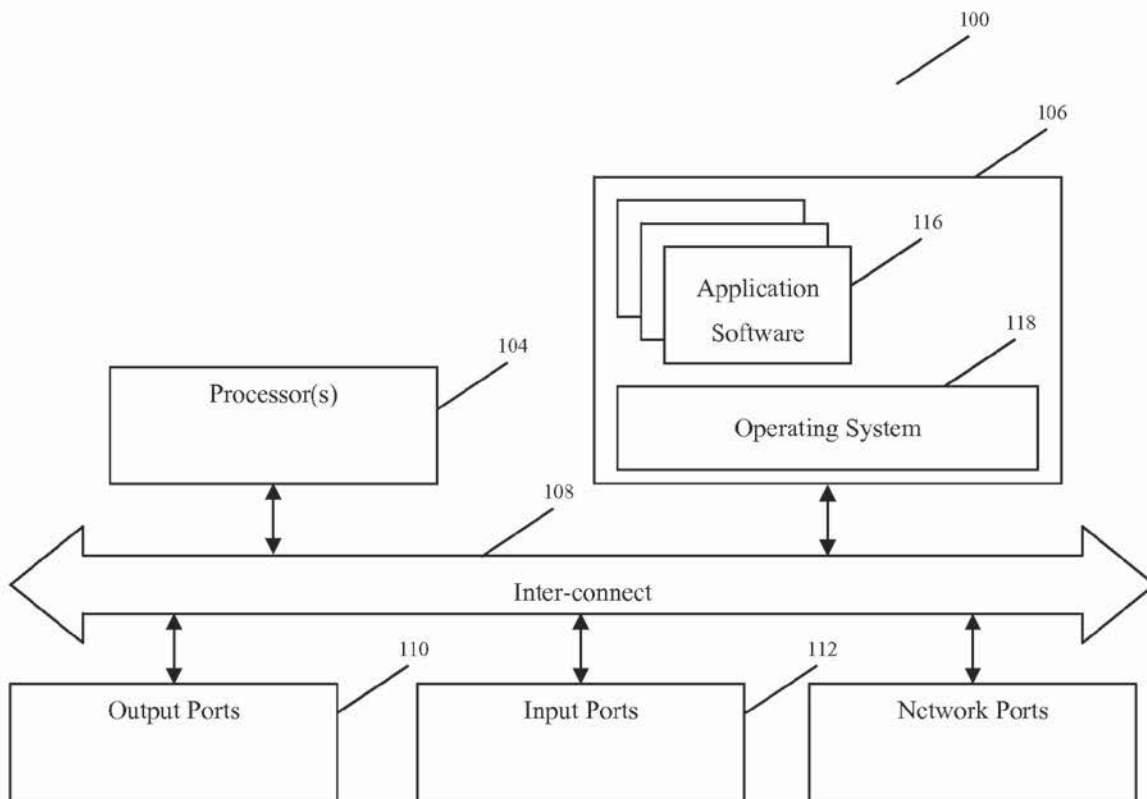 100
106
116
Application
Software
118
104
Processor(s)
Operating System
108
Inter-connect
110
112
Output Ports
Input Ports
Network Ports